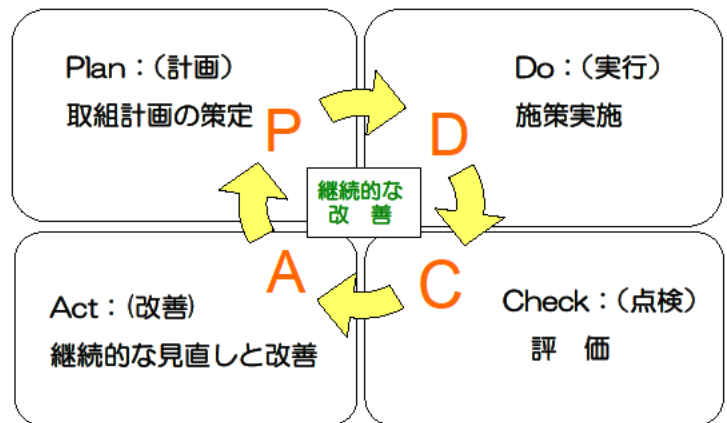 Plan：(計画)
取組計画の策定
P
Do：(実行)
施策実施
D
継続的な
改　善
Act：(改善)
継続的な見直しと改善
A
Check：(点検)
評　価
C